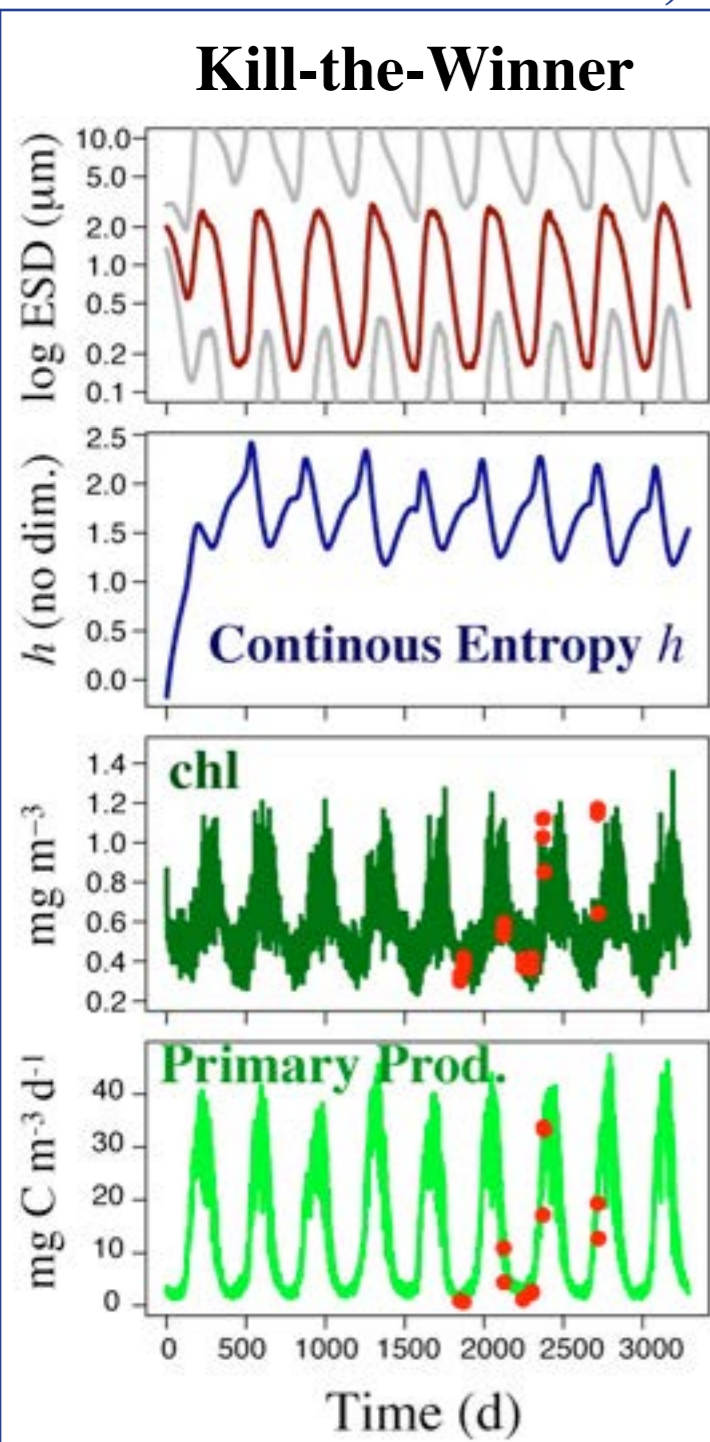 Kill-the-Winner
log ESD (μm)
10.0
5.0
2.0
1.0
0.5
0.2
0.1
h (no dim.)
2.5
2.0
1.5
1.0
0.5
0.0
Continous Entropy h
mg m⁻³
1.4
1.2
1.0
0.8
0.6
0.4
0.2
chl
mg C m⁻³ d⁻¹
40
30
20
10
0
Primary Prod.
0 500 1000 1500 2000 2500 3000
Time (d)